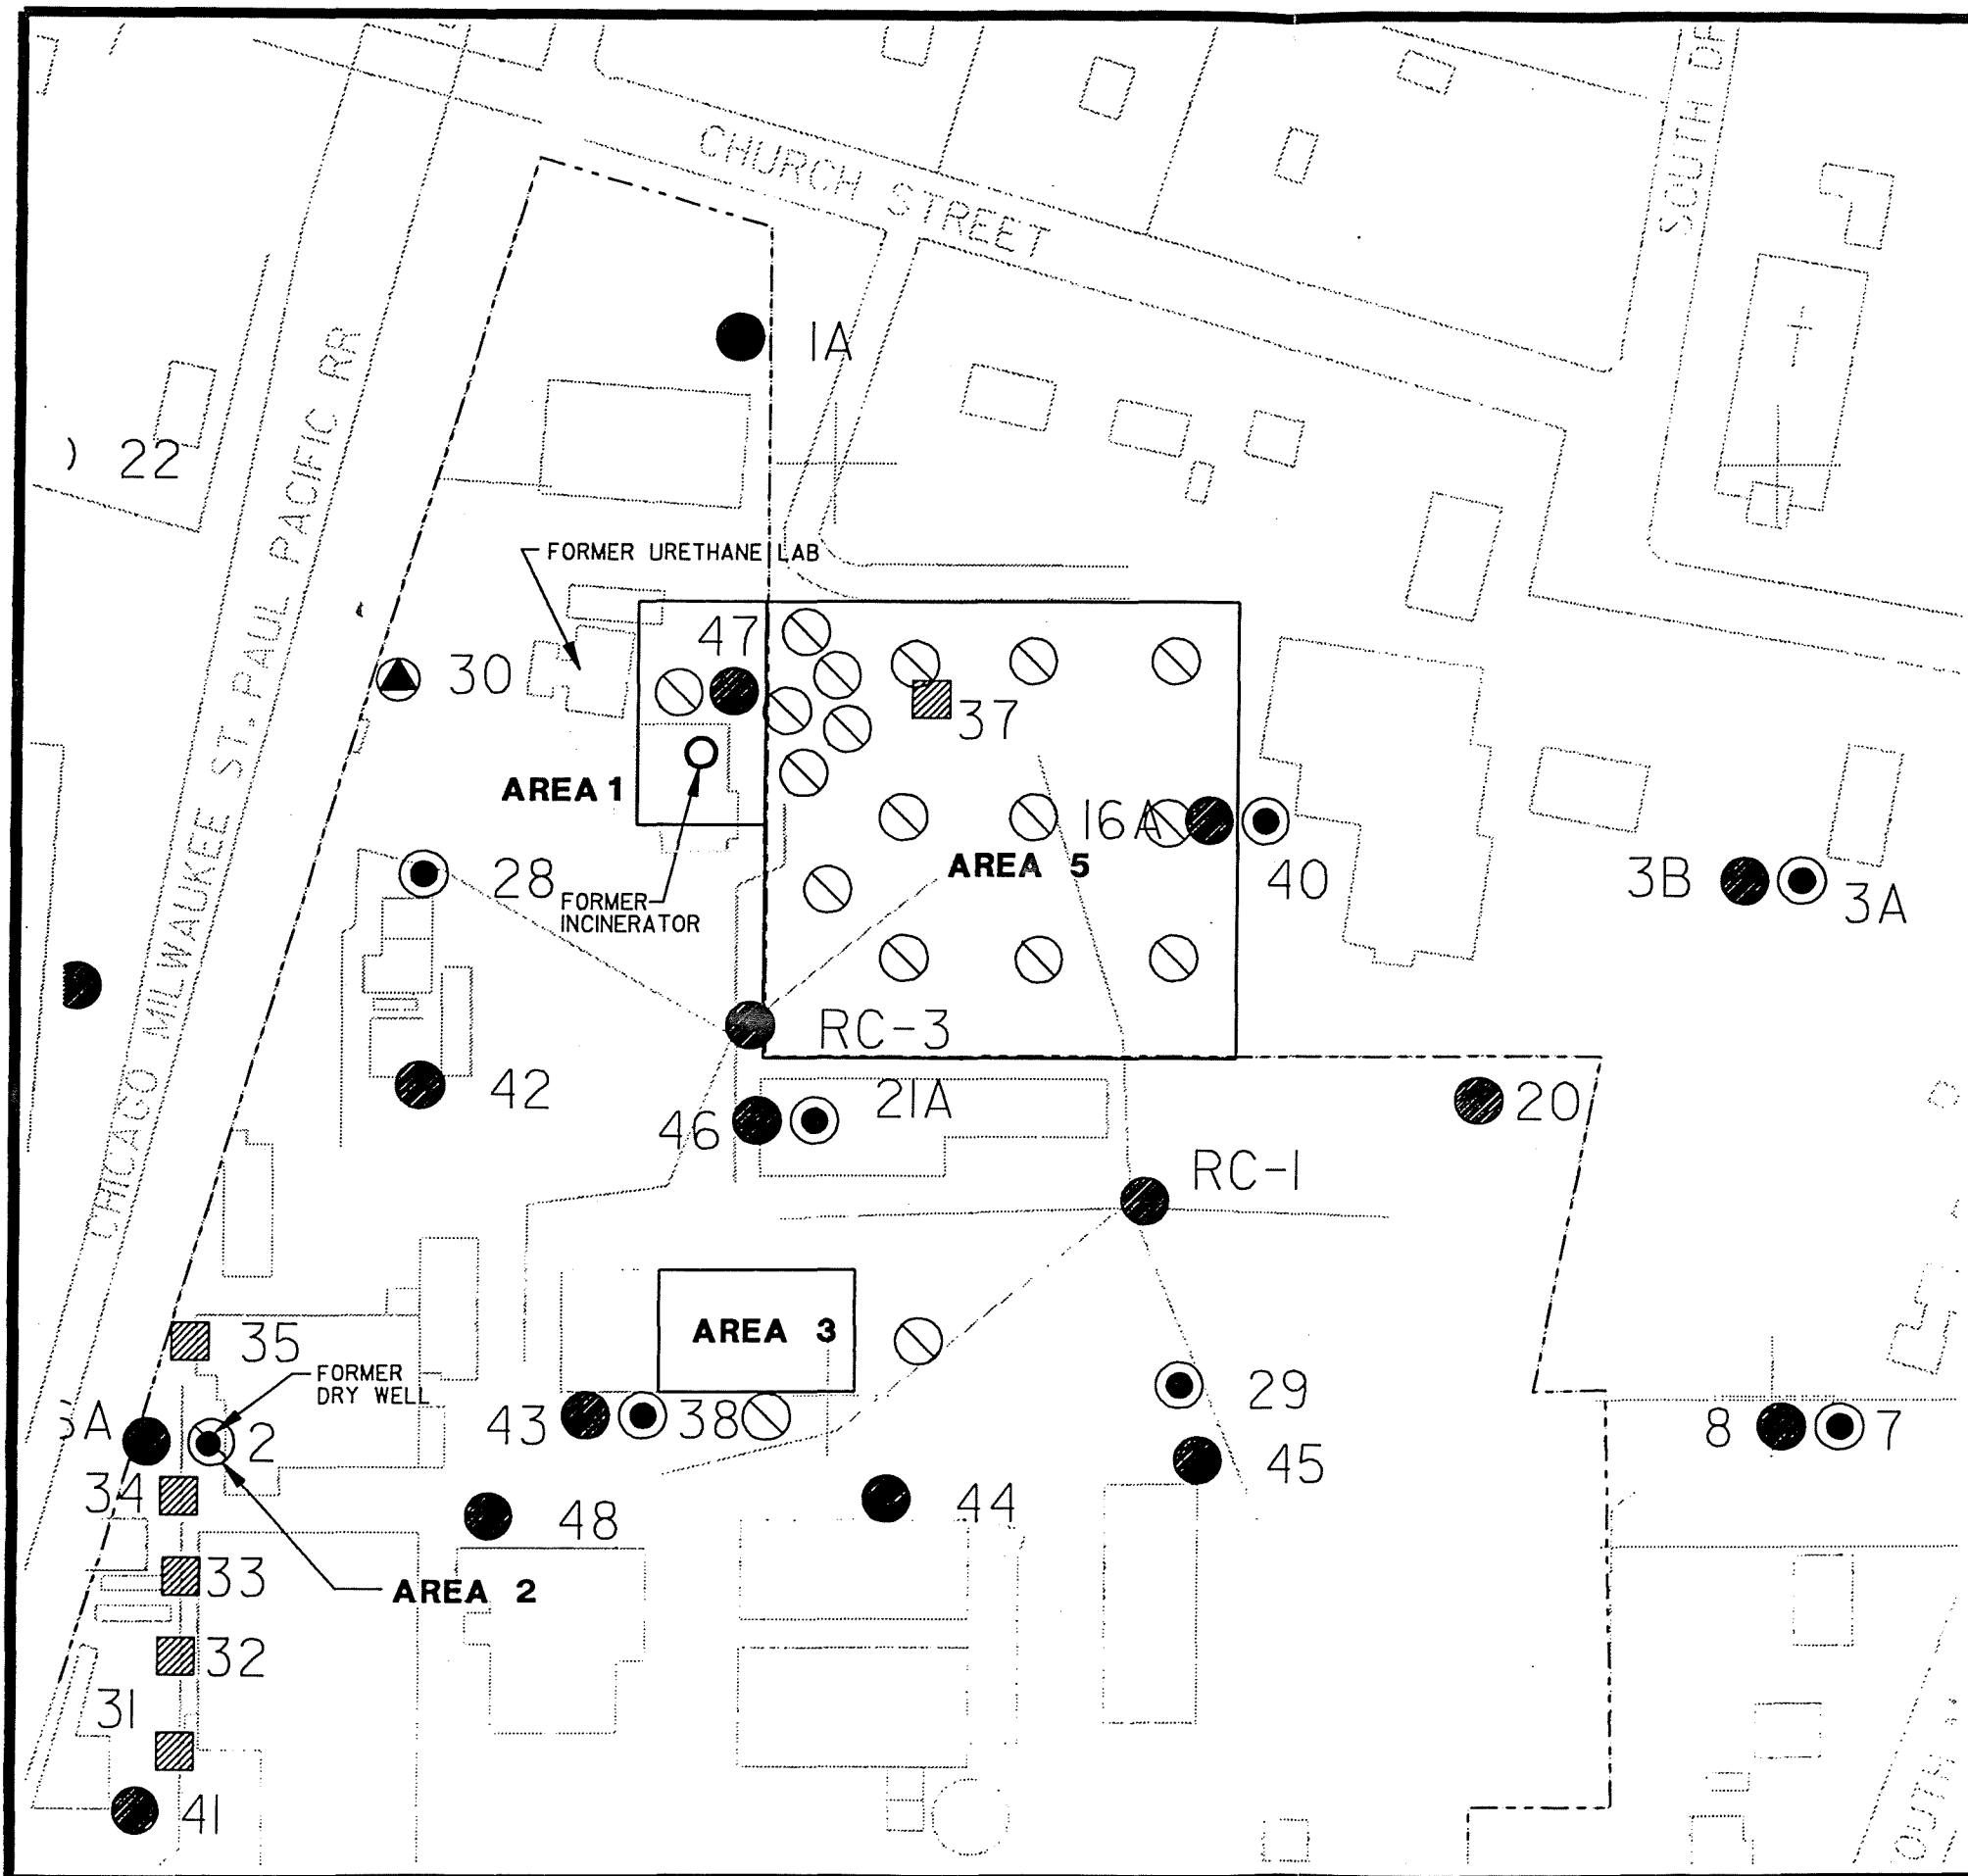 SOUTH DR
CHURCH STREET
1A
CHICAGO MILWAUKEE ST. PAUL PACIFIC RR
22
FORMER URETHANE LAB
47
30
37
AREA 1
16A
AREA 5
40
28
3B
3A
FORMER
INCINERATOR
RC-3
42
21A
46
20
RC-1
AREA 3
35
FORMER
DRY WELL
29
43
38
2
8
7
45
34
44
48
33
AREA 2
32
31
41
OUTH